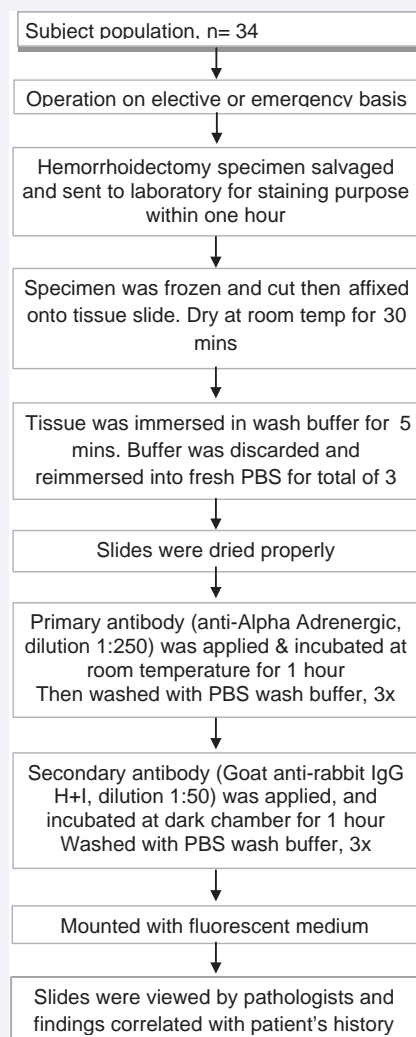 Subject population, n= 34
Operation on elective or emergency basis
Hemorrhoidectomy specimen salvaged
and sent to laboratory for staining purpose
within one hour
Specimen was frozen and cut then affixed
onto tissue slide. Dry at room temp for 30
mins
Tissue was immersed in wash buffer for 5
mins. Buffer was discarded and
reimmersed into fresh PBS for total of 3
Slides were dried properly
Primary antibody (anti-Alpha Adrenergic,
dilution 1:250) was applied & incubated at
room temperature for 1 hour
Then washed with PBS wash buffer, 3x
Secondary antibody (Goat anti-rabbit IgG
H+I, dilution 1:50) was applied, and
incubated at dark chamber for 1 hour
Washed with PBS wash buffer, 3x
Mounted with fluorescent medium
Slides were viewed by pathologists and
findings correlated with patient's history